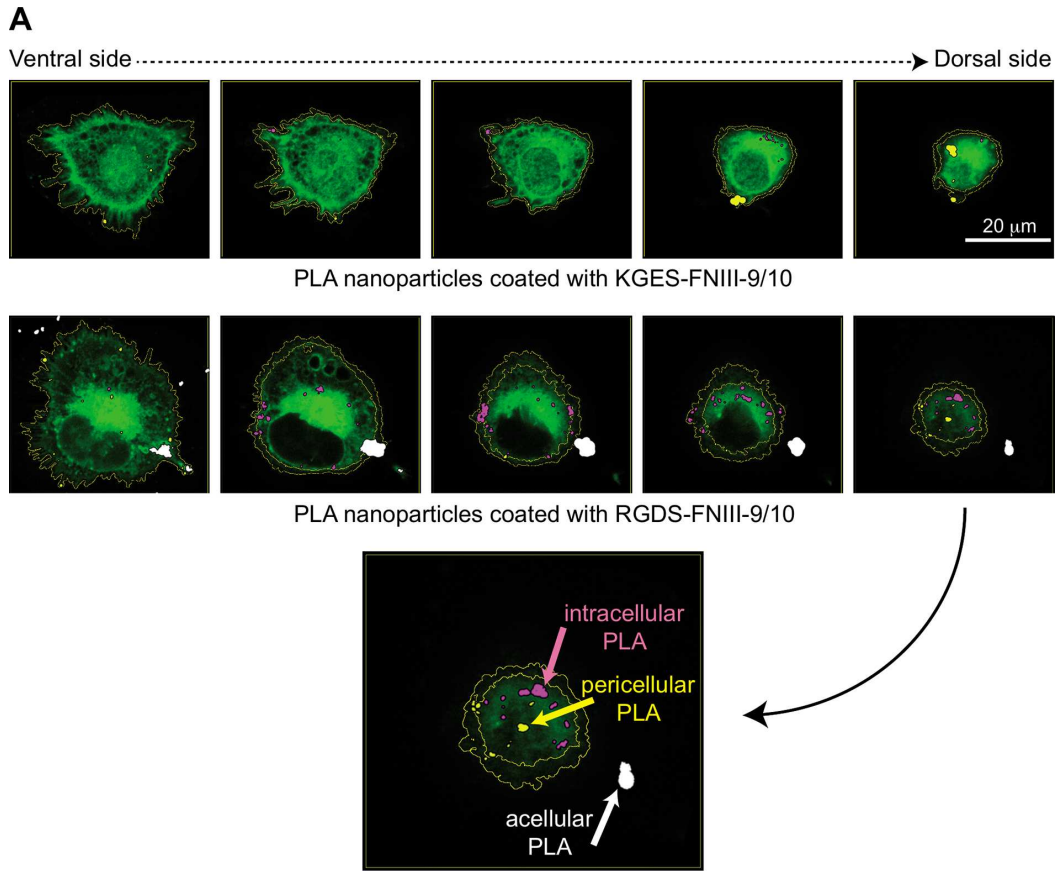 A
Ventral side
Dorsal side
20 μm
PLA nanoparticles coated with KGES-FNIII-9/10
PLA nanoparticles coated with RGDS-FNIII-9/10
intracellular
PLA
pericellular
PLA
acellular
PLA